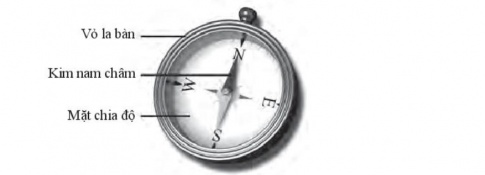 Vỏ la bàn
N
Kim nam châm
W
E
Mặt chia độ
S